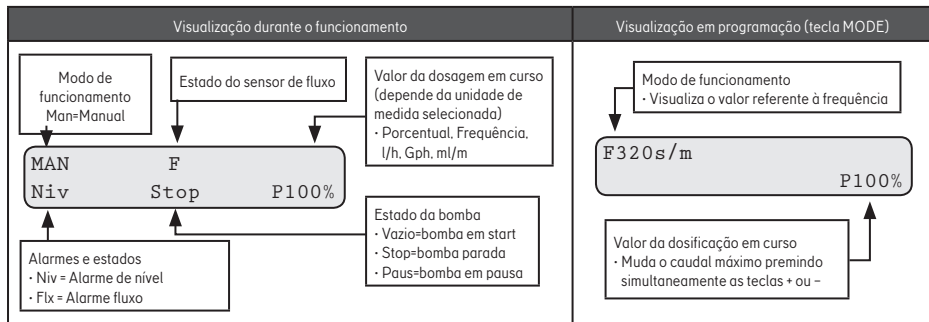 Visualização durante o funcionamento
Visualização em programação (tecla MODE)
Modo de
funcionamento
Man=Manual
Estado do sensor de fluxo
Valor da dosagem em curso
(depende da unidade de
medida selecionada)
• Porcentual, Frequência,
l/h, Gph, ml/m
MAN F
Niv Stop P100%
Alarmes e estados
• Niv = Alarme de nível
• Flx = Alarme fluxo
Estado da bomba
• Vazio=bomba em start
• Stop=bomba parada
• Paus=bomba em pausa
Modo de funcionamento
• Visualiza o valor referente à frequência
F320s/m
P100%
Valor da dosificação em curso
• Muda o caudal máximo premindo
simultaneamente as teclas + ou –